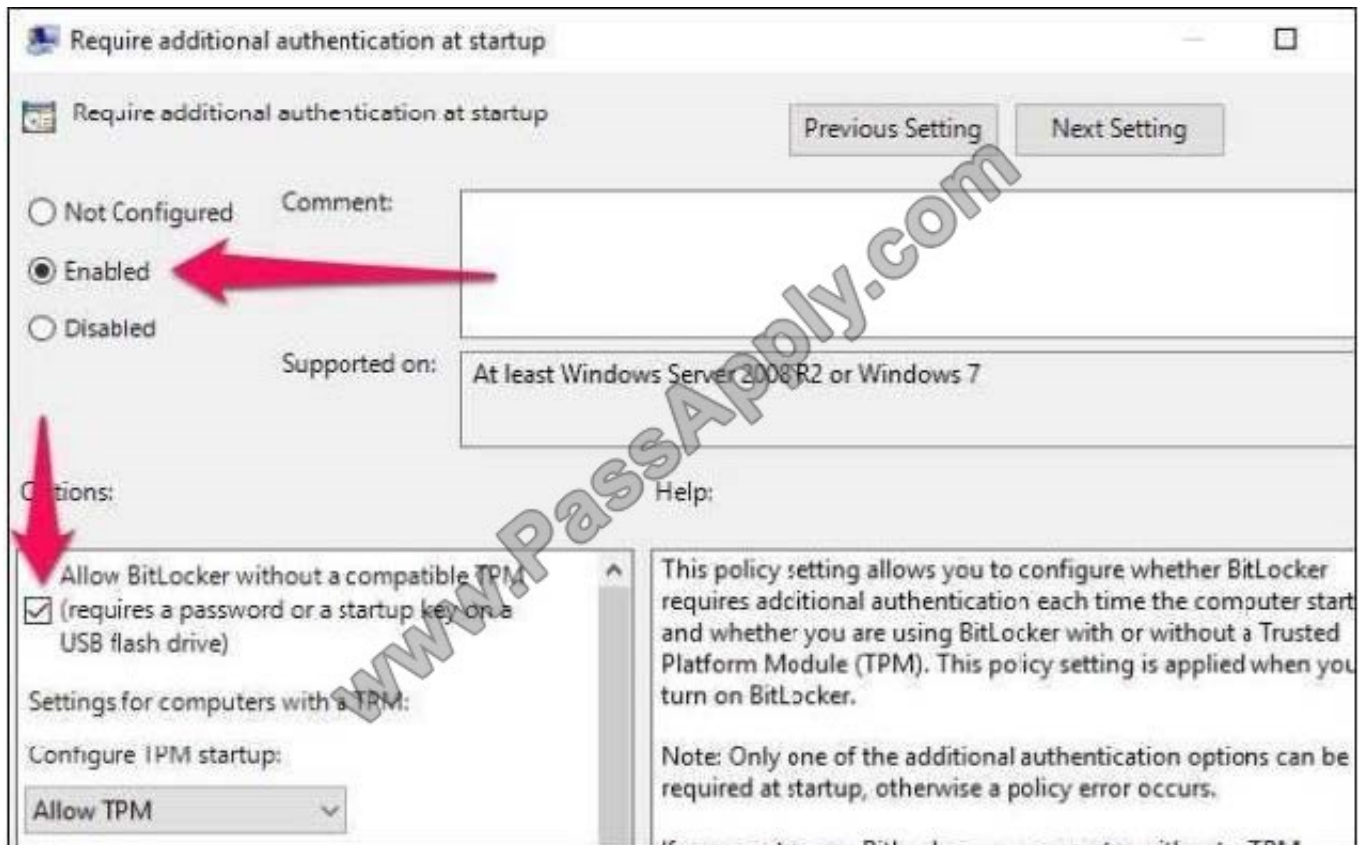 Require additional authentication at startup
Require additional authentication at startup
Previous Setting
Next Setting
Not Configured
Comment:
Enabled
Disabled
Supported on:
At least Windows Server 2008 R2 or Windows 7
Options:
Help:
Allow BitLocker without a compatible TPM
(requires a password or a startup key on a
USB flash drive)
Settings for computers with a TPM:
Configure TPM startup:
Allow TPM
This policy setting allows you to configure whether BitLocker
requires additional authentication each time the computer start
and whether you are using BitLocker with or without a Trusted
Platform Module (TPM). This policy setting is applied when you
turn on BitLocker.
Note: Only one of the additional authentication options can be
required at startup, otherwise a policy error occurs.
www.PassApply.com